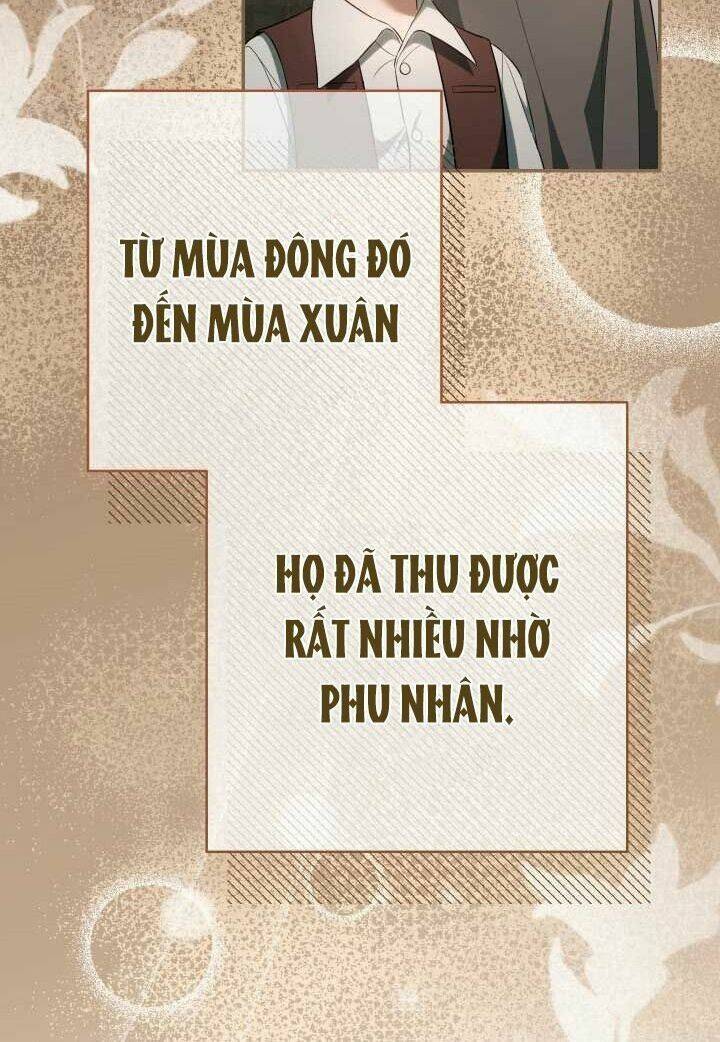 TỪ MÙA ĐÔNG ĐÓ
ĐẾN MÙA XUÂN
HỌ ĐÃ THU ĐƯỢC
RẤT NHIỀU NHỜ
PHU NHÂN.